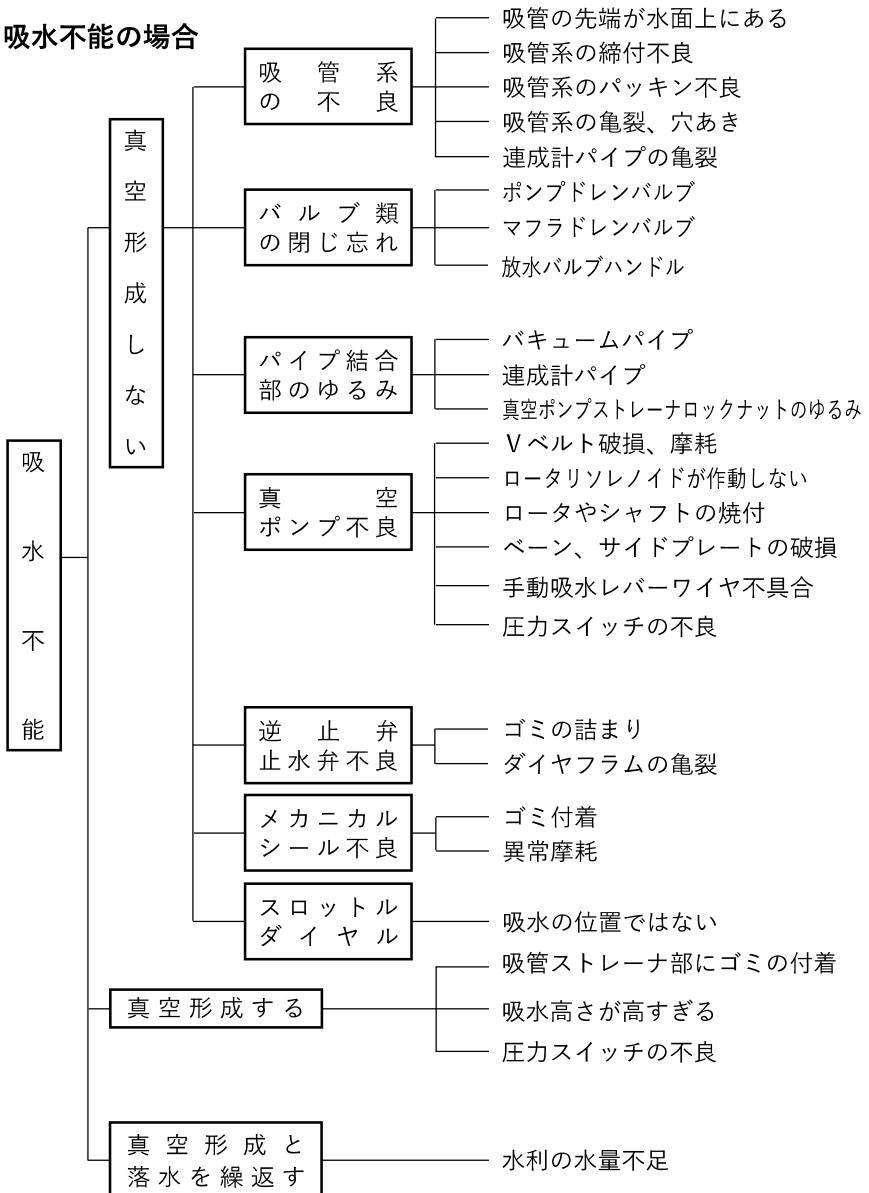 吸水不能の場合
吸水不能
真空形成しない
吸管系
の不良
吸管の先端が水面上にある
吸管系の締付不良
吸管系のパッキン不良
吸管系の亀裂、穴あき
連成計パイプの亀裂
バルブ類
の閉じ忘れ
ポンプドレンバルブ
マフラドレンバルブ
放水バルブハンドル
パイプ結合
部のゆるみ
バキュームパイプ
連成計パイプ
真空ポンプストレーナロックナットのゆるみ
真空
ポンプ不良
Vベルト破損、摩耗
ロータリソレノイドが作動しない
ロータやシャフトの焼付
ベーン、サイドプレートの破損
手動吸水レバーワイヤ不具合
圧力スイッチの不良
逆止弁
止水弁不良
ゴミの詰まり
ダイヤフラムの亀裂
メカニカル
シール不良
ゴミ付着
異常摩耗
スロットル
ダイヤル
吸水の位置ではない
真空形成する
吸管ストレーナ部にゴミの付着
吸水高さが高すぎる
圧力スイッチの不良
真空形成と
落水を繰返す
水利の水量不足